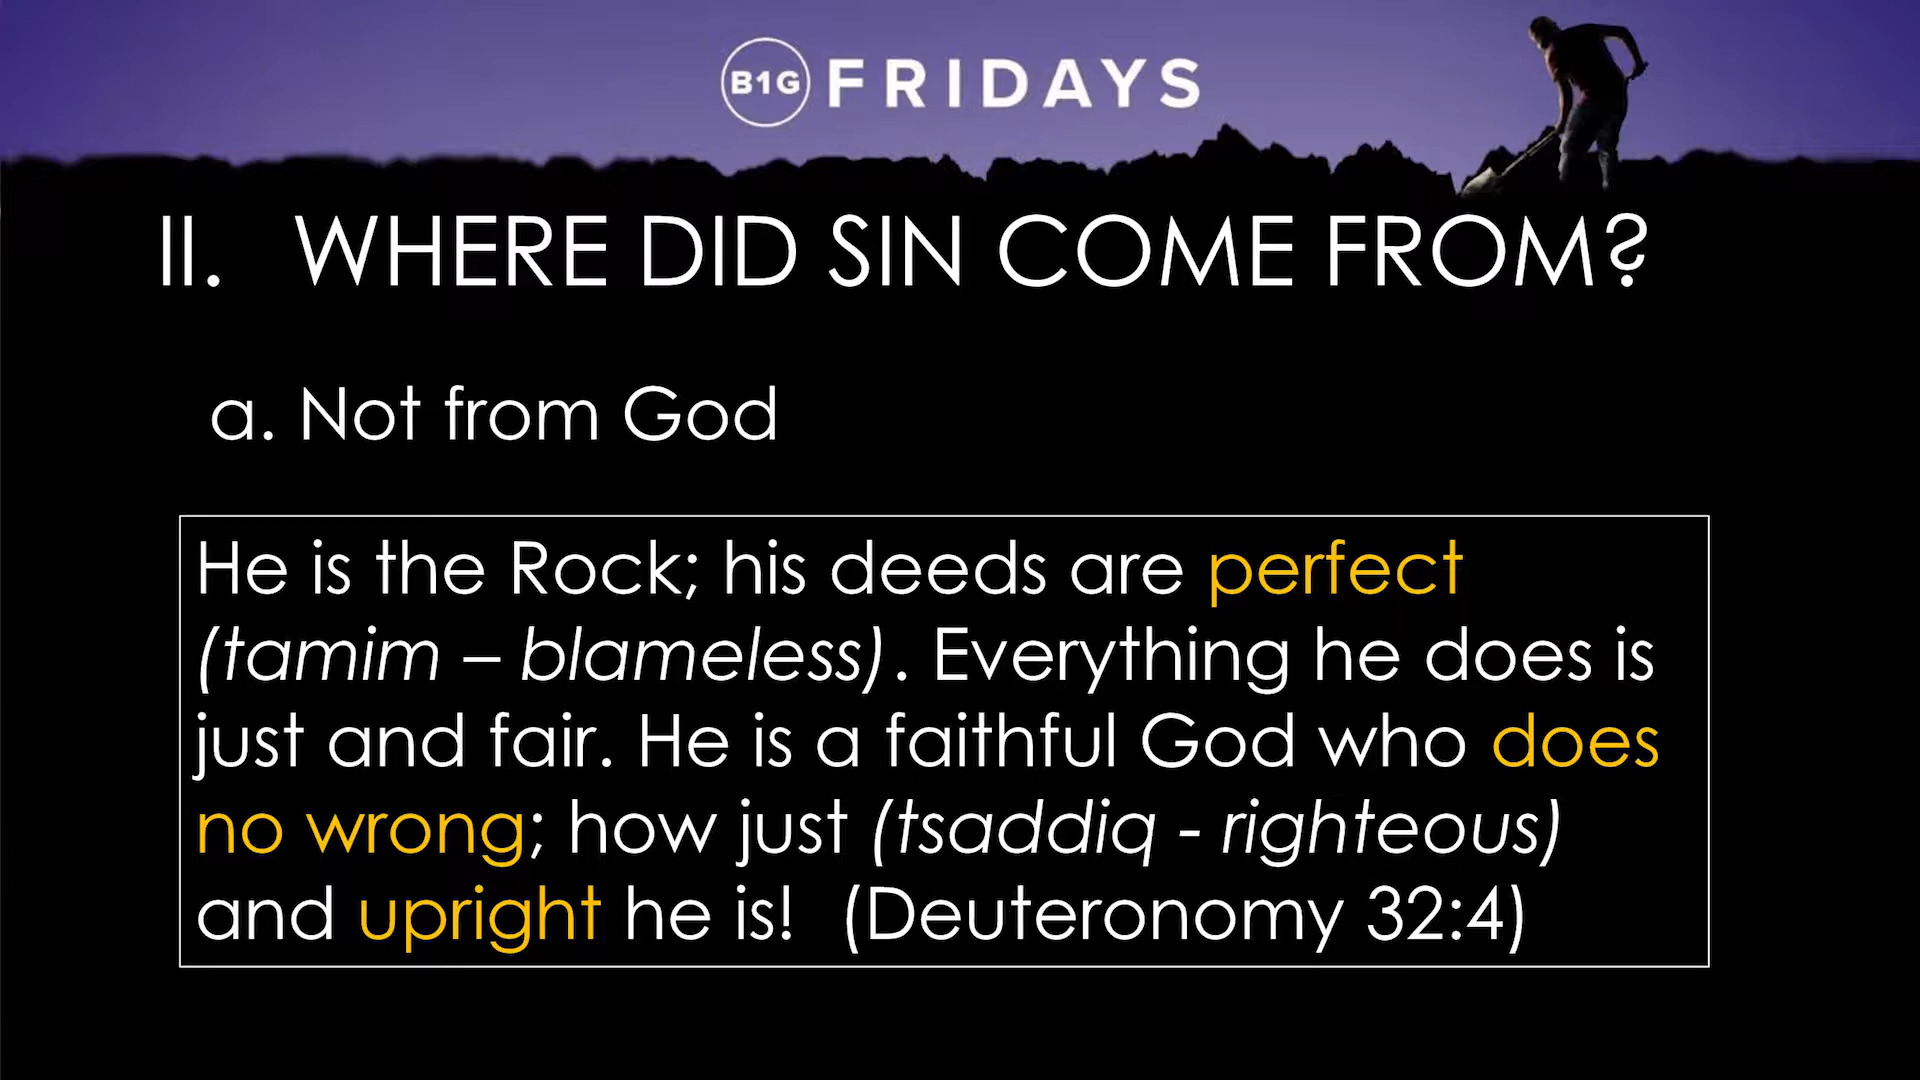 B1G FRIDAYS
II. WHERE DID SIN COME FROM?
a. Not from God
He is the Rock; his deeds are perfect
(tamim – blameless). Everything he does is
just and fair. He is a faithful God who does
no wrong; how just (tsaddiq - righteous)
and upright he is! (Deuteronomy 32:4)